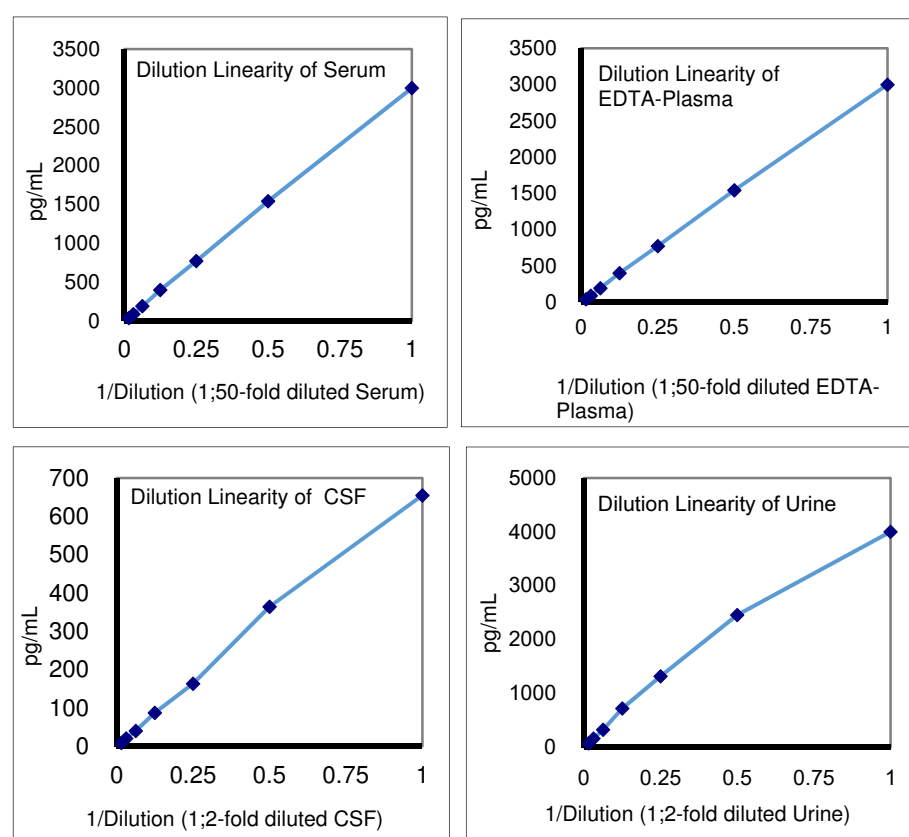 Dilution Linearity of Serum
3500
3000
2500
2000
1500
1000
500
0
pg/mL
0 0.25 0.5 0.75 1
1/Dilution (1;50-fold diluted Serum)
Dilution Linearity of
EDTA-Plasma
3500
3000
2500
2000
1500
1000
500
0
pg/mL
0 0.25 0.5 0.75 1
1/Dilution (1;50-fold diluted EDTA-
Plasma)
Dilution Linearity of CSF
700
600
500
400
300
200
100
0
pg/mL
0 0.25 0.5 0.75 1
1/Dilution (1;2-fold diluted CSF)
Dilution Linearity of Urine
5000
4000
3000
2000
1000
0
pg/mL
0 0.25 0.5 0.75 1
1/Dilution (1;2-fold diluted Urine)